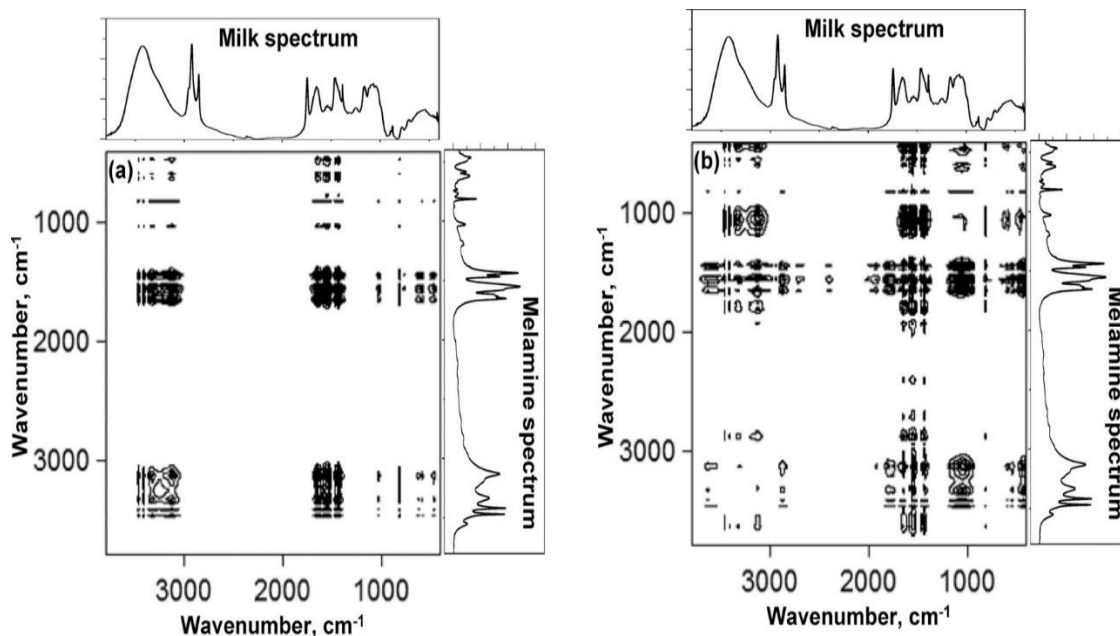 Milk spectrum
(a)
1000
2000
3000
Wavenumber, cm-1
3000
2000
1000
Wavenumber, cm-1
Melamine spectrum
Milk spectrum
(b)
1000
2000
3000
Wavenumber, cm-1
3000
2000
1000
Wavenumber, cm-1
Melamine spectrum